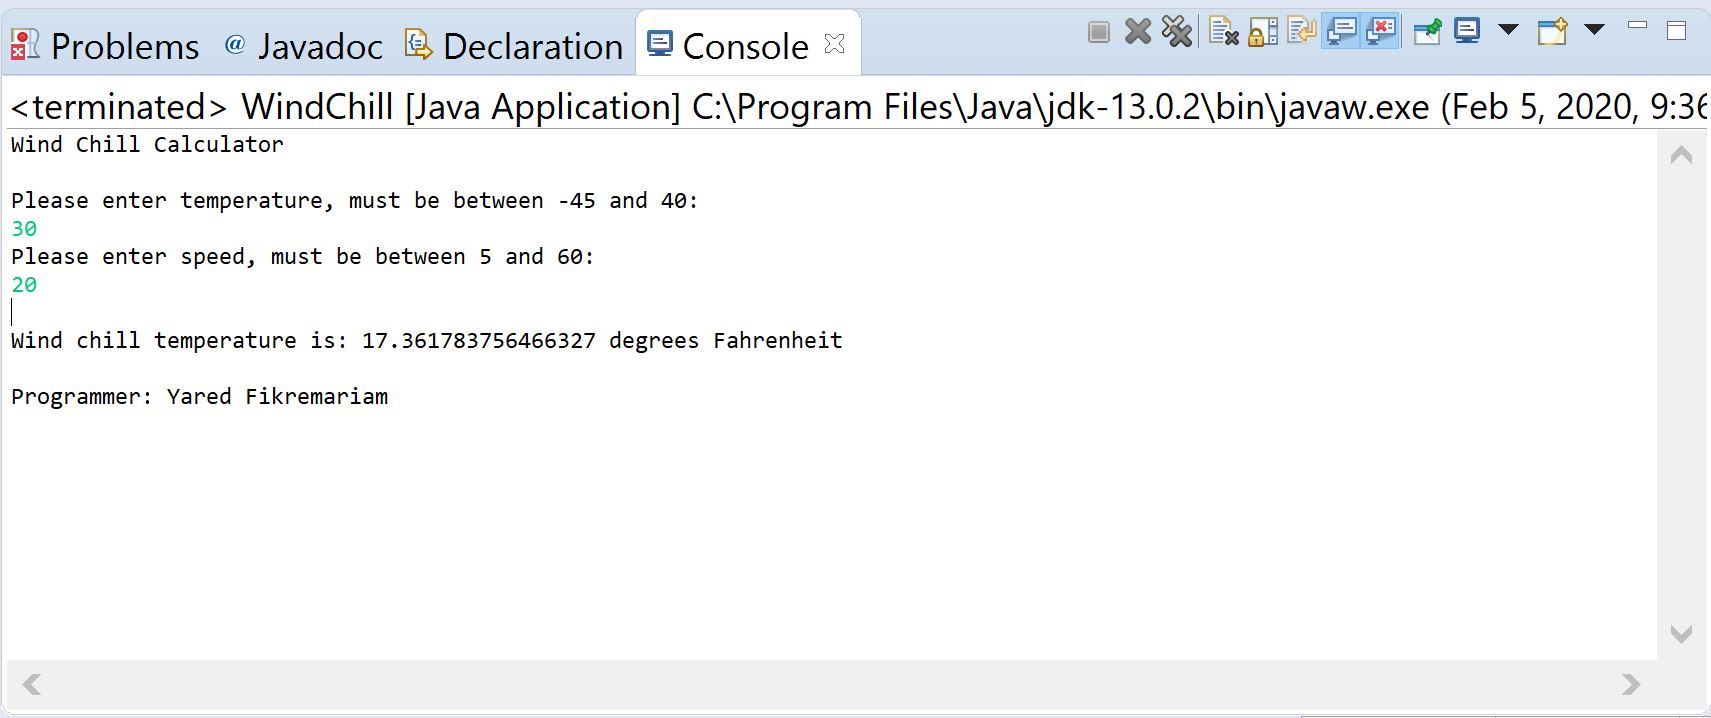 Problems @ Javadoc Declaration Console
<terminated> WindChill [Java Application] C:\Program Files\Java\jdk-13.0.2\bin\javaw.exe (Feb 5, 2020, 9:36
Wind Chill Calculator
Please enter temperature, must be between -45 and 40:
30
Please enter speed, must be between 5 and 60:
20
Wind chill temperature is: 17.361783756466327 degrees Fahrenheit
Programmer: Yared Fikremariam